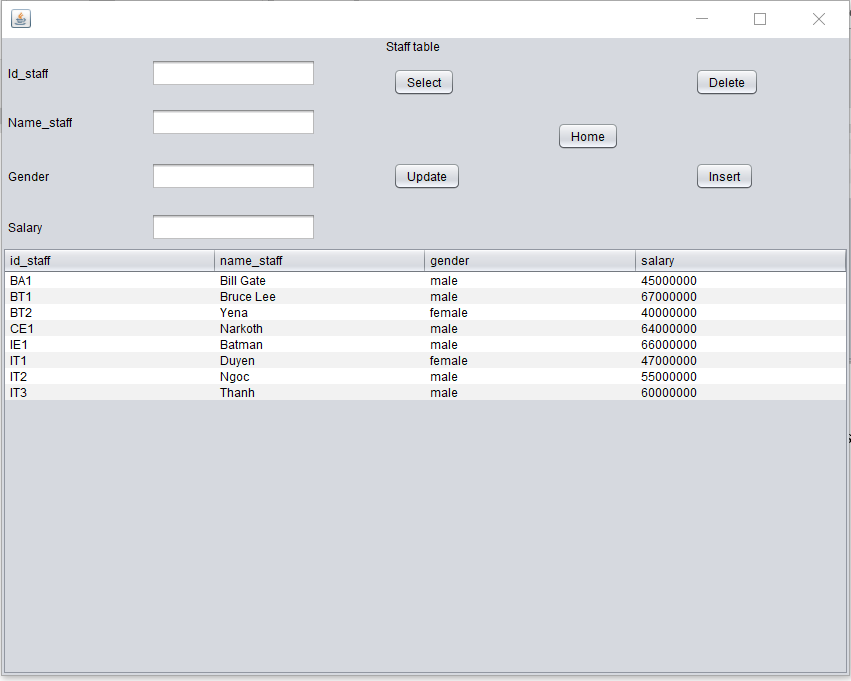 Staff table
Id_staff
Select
Delete
Name_staff
Home
Gender
Update
Insert
Salary
id_staff name_staff gender salary
BA1 Bill Gate male 45000000
BT1 Bruce Lee male 67000000
BT2 Yena female 40000000
CE1 Narkoth male 64000000
IE1 Batman male 66000000
IT1 Duyen female 47000000
IT2 Ngoc male 55000000
IT3 Thanh male 60000000